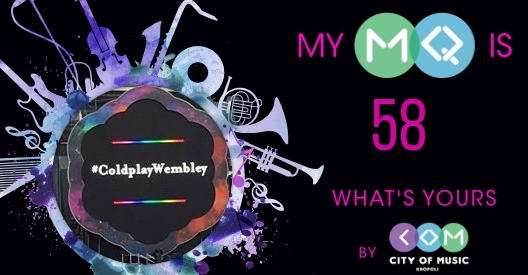 MY MQ IS
58
WHAT'S YOURS
BY COM
CITY OF MUSIC
KHOPOLI
#ColdplayWembley